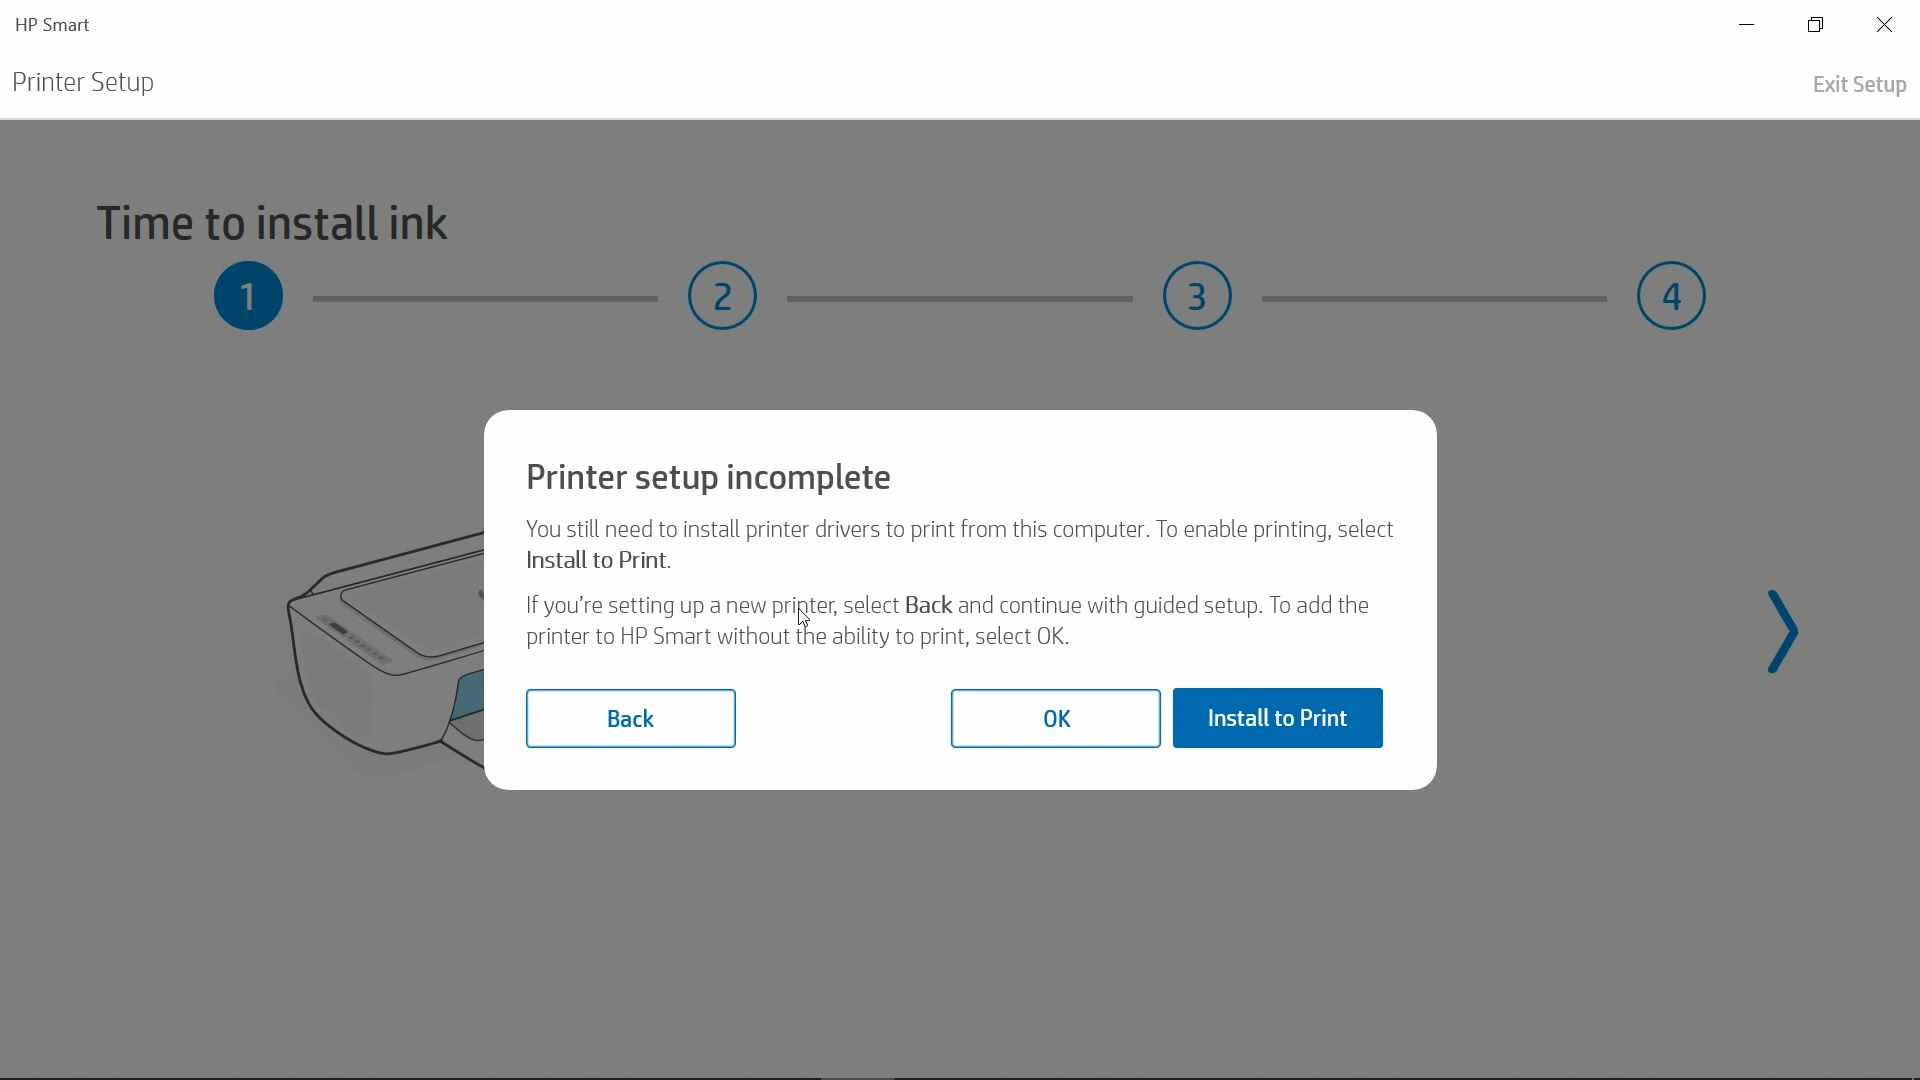 HP Smart
Printer Setup
Exit Setup
Time to install ink
1
2
3
4
Printer setup incomplete
You still need to install printer drivers to print from this computer. To enable printing, select
Install to Print.
If you’re setting up a new printer, select Back and continue with guided setup. To add the
printer to HP Smart without the ability to print, select OK.
Back
OK
Install to Print